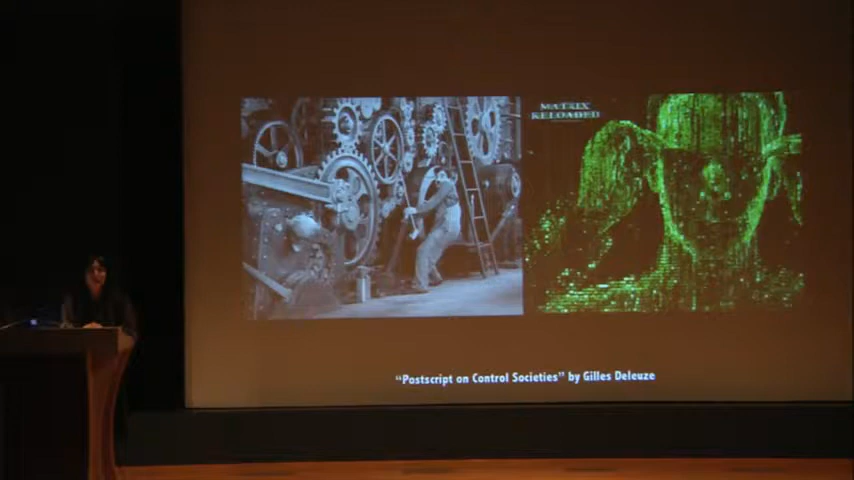 MATRIX
RELOADED
"Postscript on Control Societies" by Gilles Deleuze